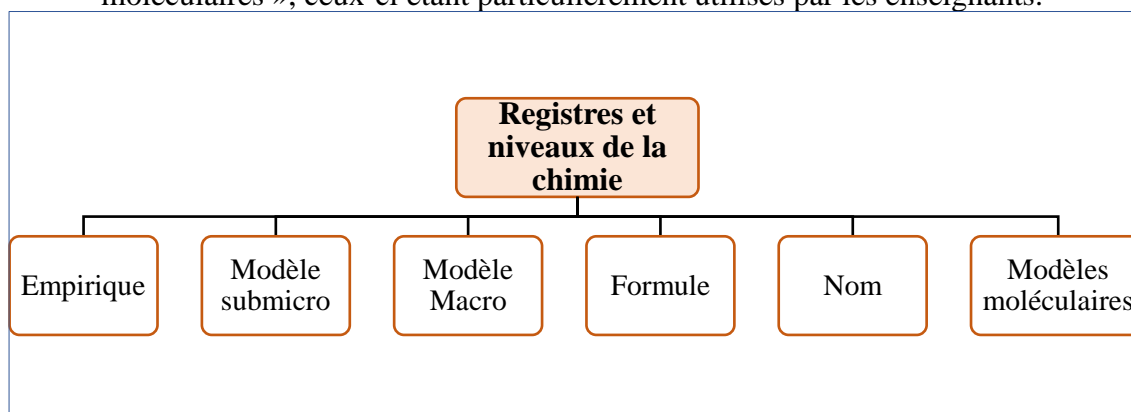 moléculaires », ceux-ci étant particulièrement utilisés par les enseignants.
Registres et
niveaux de la
chimie
Empirique
Modèle
submicro
Modèle
Macro
Formule
Nom
Modèles
moléculaires